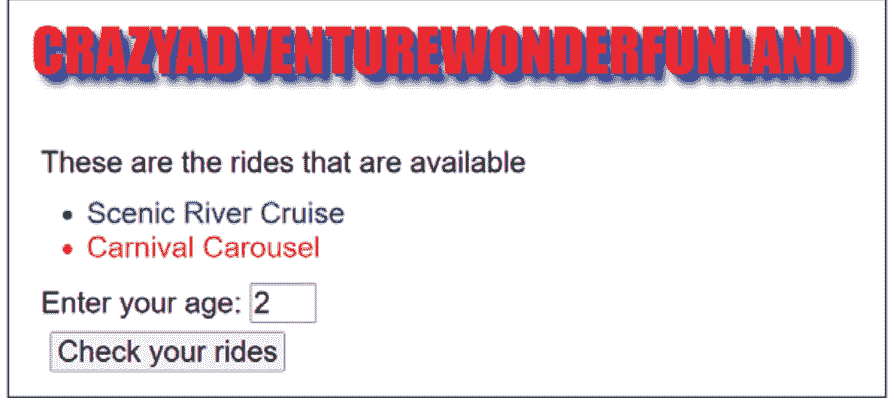 CRAZYADVENTUREWONDERFUNLAND
These are the rides that are available
Scenic River Cruise
Carnival Carousel
Enter your age: 2
Check your rides